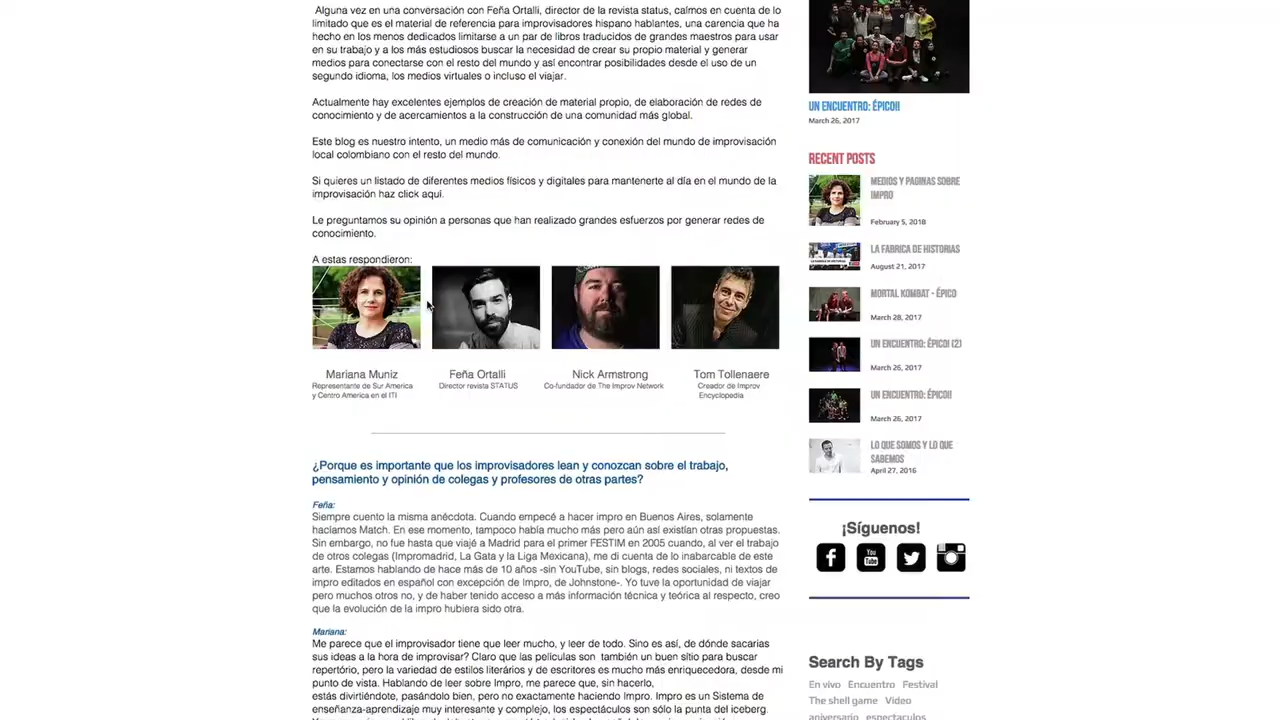 Alguna vez en una conversación con Feña Ortalli, director de la revista status, caímos en cuenta de lo
limitado que es el material de referencia para improvisadores hispano hablantes, una carencia que ha
hecho en los menos dedicados limitarse a un par de libros traducidos de grandes maestros para usar
en su trabajo y a los más estudiosos buscar la necesidad de crear su propio material y generar
medios para conectarse con el resto del mundo y así encontrar posibilidades desde el uso de un
segundo idioma, los medios virtuales o incluso el viajar.
Actualmente hay excelentes ejemplos de creación de material propio, de elaboración de redes de
conocimiento y de acercamientos a la construcción de una comunidad más global.
Este blog es nuestro intento, un medio más de comunicación y conexión del mundo de improvisación
local colombiano con el resto del mundo.
Si quieres un listado de diferentes medios físicos y digitales para mantenerte al día en el mundo de la
improvisación haz click aquí.
Le preguntamos su opinión a personas que han realizado grandes esfuerzos por generar redes de
conocimiento.
A estas respondieron:
Mariana Muniz
Representante de Sur America
y Centro America en el ITI
Feña Ortalli
Director revista STATUS
Nick Armstrong
Co-fundador de The Improv Network
Tom Tollenaere
Creador de Improv
Encyclopedia
¿Porque es importante que los improvisadores lean y conozcan sobre el trabajo,
pensamiento y opinión de colegas y profesores de otras partes?
Feña:
Siempre cuento la misma anécdota. Cuando empecé a hacer impro en Buenos Aires, solamente
hacíamos Match. En ese momento, tampoco había mucho más pero aún así existían otras propuestas.
Sin embargo, no fue hasta que viajé a Madrid para el primer FESTIM en 2005 cuando, al ver el trabajo
de otros colegas (Impromadrid, La Gata y la Liga Mexicana), me di cuenta de lo inabarcable de este
arte. Estamos hablando de hace más de 10 años -sin YouTube, sin blogs, redes sociales, ni textos de
impro editados en español con excepción de Impro, de Johnstone-. Yo tuve la oportunidad de viajar
pero muchos otros no, y de haber tenido acceso a más información técnica y teórica al respecto, creo
que la evolución de la impro hubiera sido otra.
Mariana:
Me parece que el improvisador tiene que leer mucho, y leer de todo. Sino es así, de dónde sacarias
sus ideas a la hora de improvisar? Claro que las películas son también un buen sítio para buscar
repertório, pero la variedad de estilos literários y de escritores es mucho más enriquecedora, desde mi
punto de vista. Hablando de leer sobre Impro, me parece que, sin hacerlo,
estás divirtiéndote, pasándolo bien, pero no exactamente haciendo Impro. Impro es un Sistema de
enseñanza-aprendizaje muy interesante y complejo, los espectáculos son sólo la punta del iceberg.
UN ENCUENTRO: ÉPICO!!
March 26, 2017
RECENT POSTS
MEDIOS Y PAGINAS SOBRE
IMPRO
February 5, 2018
LA FABRICA DE HISTORIAS
August 21, 2017
MORTAL KOMBAT - ÉPICO
March 28, 2017
UN ENCUENTRO: ÉPICO! (2)
March 26, 2017
UN ENCUENTRO: ÉPICO!!
March 26, 2017
LO QUE SOMOS Y LO QUE
SABEMOS
April 27, 2016
¡Síguenos!
You
Tube
Search By Tags
En vivo Encuentro Festival
The shell game Video
aniversario espectaculos